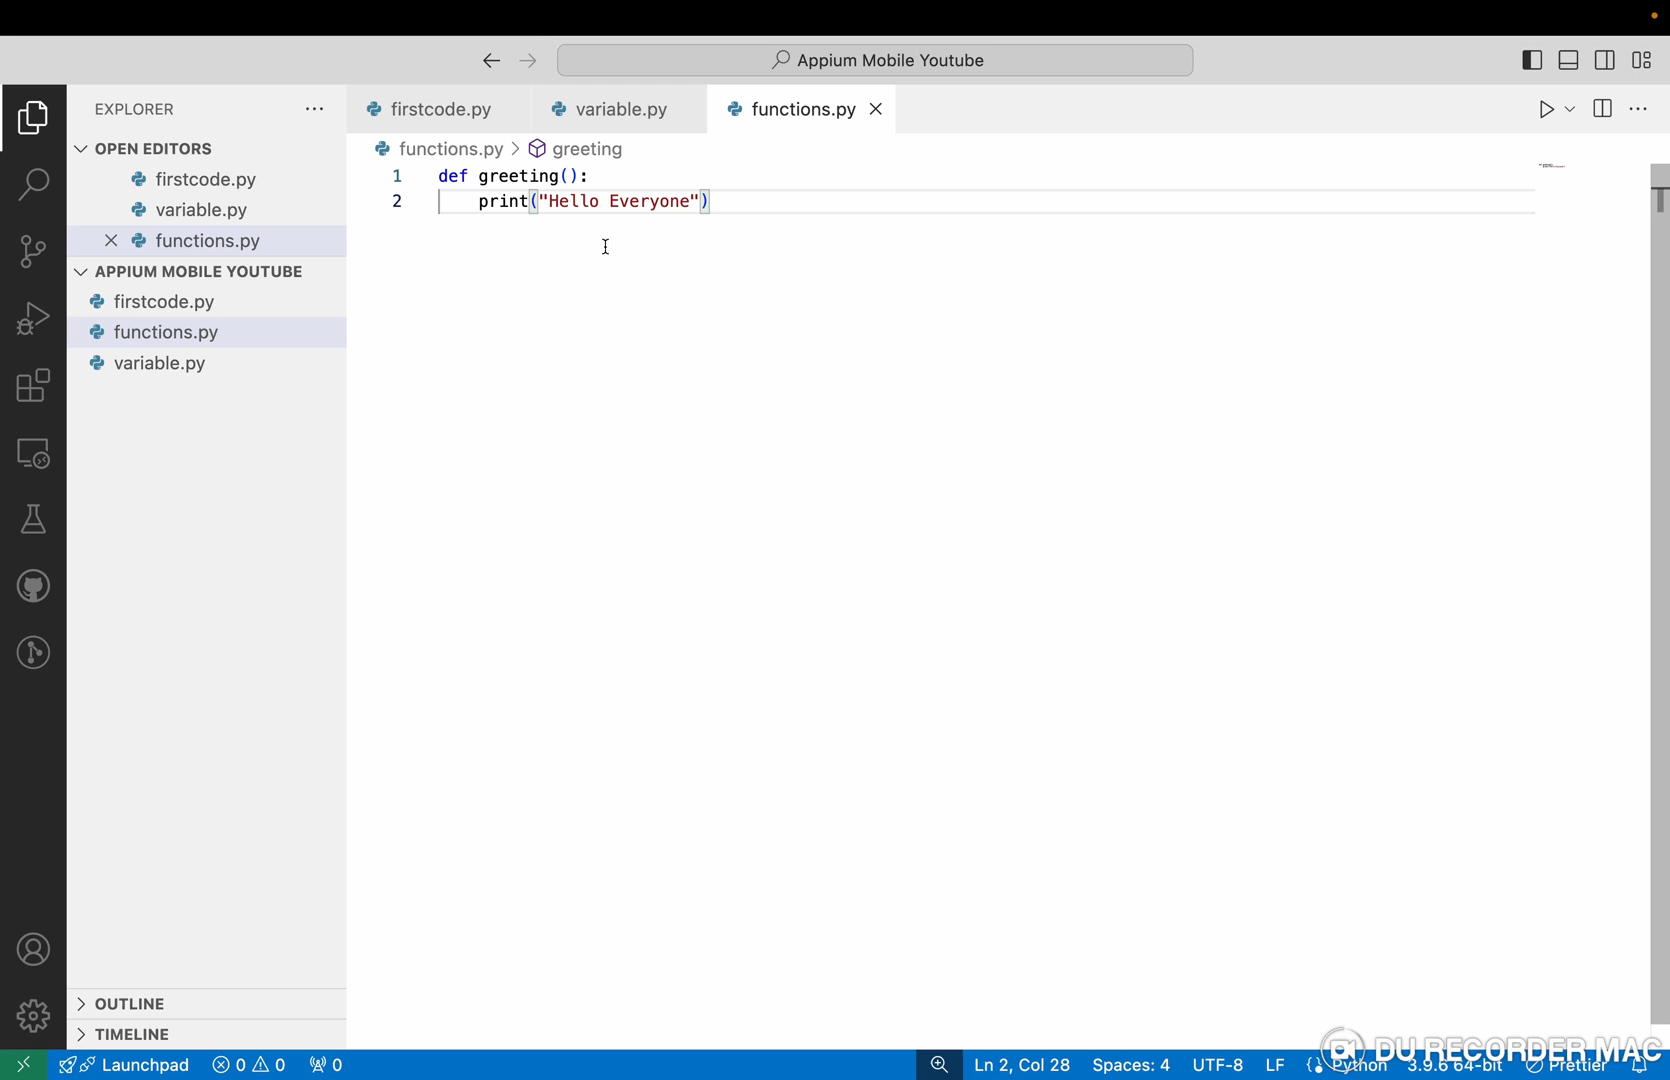 Appium Mobile Youtube
EXPLORER
firstcode.py
variable.py
functions.py
OPEN EDITORS
firstcode.py
variable.py
functions.py
APPIUM MOBILE YOUTUBE
firstcode.py
functions.py
variable.py
functions.py > greeting
1 def greeting():
2     print("Hello Everyone")
OUTLINE
TIMELINE
Launchpad 0 0 0 Ln 2, Col 28 Spaces: 4 UTF-8 LF {} Python 3.9.6 64-bit Prettier
DU RECORDER MAC